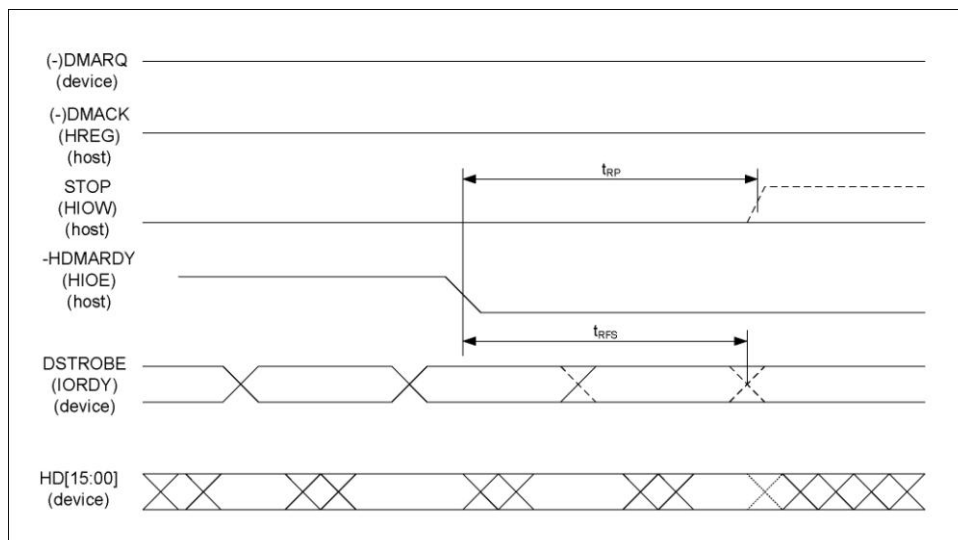 (-)DMARQ
(device)
(-)DMACK
(HREG)
(host)
STOP
(HIOW)
(host)
tRP
-HDMARDY
(HIOE)
(host)
tRFS
DSTROBE
(IORDY)
(device)
HD[15:00]
(device)